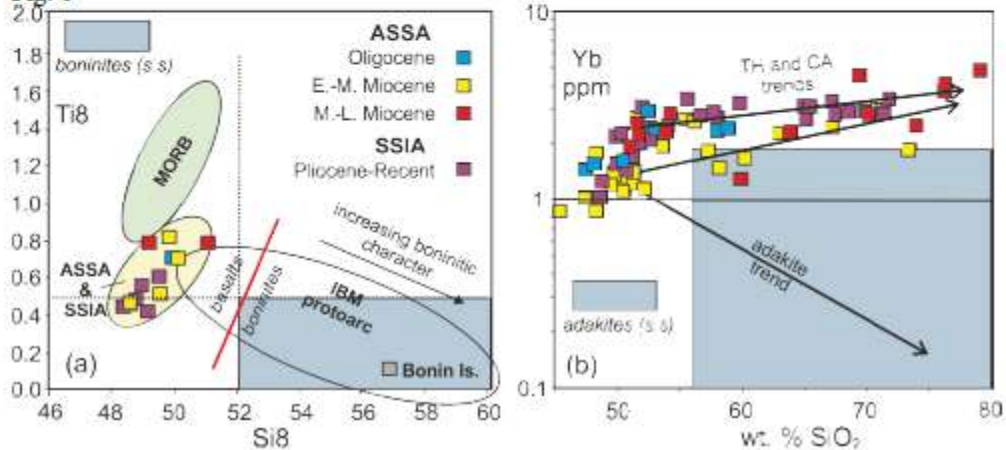 2.0
1.8
1.6
1.4
1.2
1.0
0.8
0.6
0.4
0.2
0.0
boninites (s s)
Ti8
MORB
ASSA
Oligocene
E.-M. Miocene
M.-L. Miocene
SSIA
Pliocene-Recent
ASSA
&
SSIA
basalts
boninites
increasing boninitic
character
IBM
protoarc
Bonin Is.
(a)
46 48 50 52 54 56 58 60
Si8
10
1
0.1
Yb
ppm
TH and CA
trends
adakite
trend
adakites (s s)
(b)
50 60 70 80
wt. % SiO₂